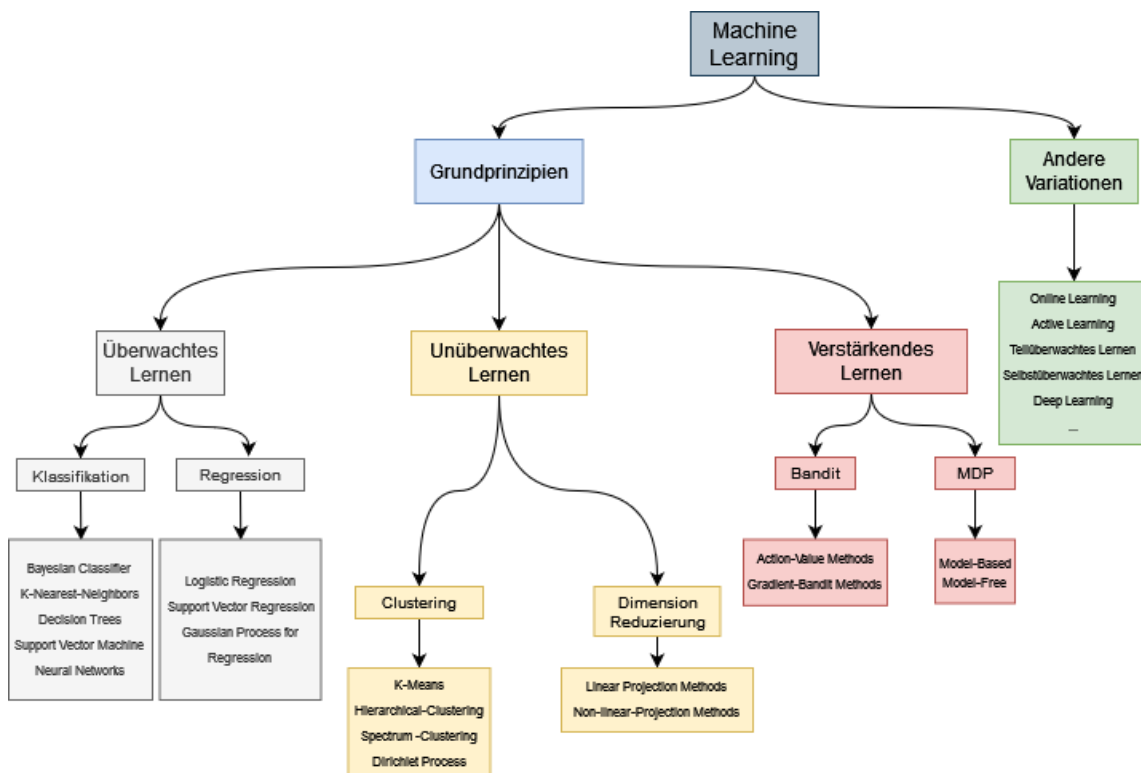 Machine
Learning
Grundprinzipien
Andere
Variationen
Überwachtes
Lernen
Unüberwachtes
Lernen
Verstärkendes
Lernen
Online Learning
Active Learning
Teilüberwachtes Lernen
Selbstüberwachtes Lernen
Deep Learning
...
Klassifikation
Regression
Bandit
MDP
Bayesian Classifier
K-Nearest-Neighbors
Decision Trees
Support Vector Machine
Neural Networks
Logistic Regression
Support Vector Regression
Gaussian Process for
Regression
Action-Value Methods
Gradient-Bandit Methods
Model-Based
Model-Free
Clustering
Dimension
Reduzierung
K-Means
Hierarchical-Clustering
Spectrum -Clustering
Dirichlet Process
Linear Projection Methods
Non-linear-Projection Methods